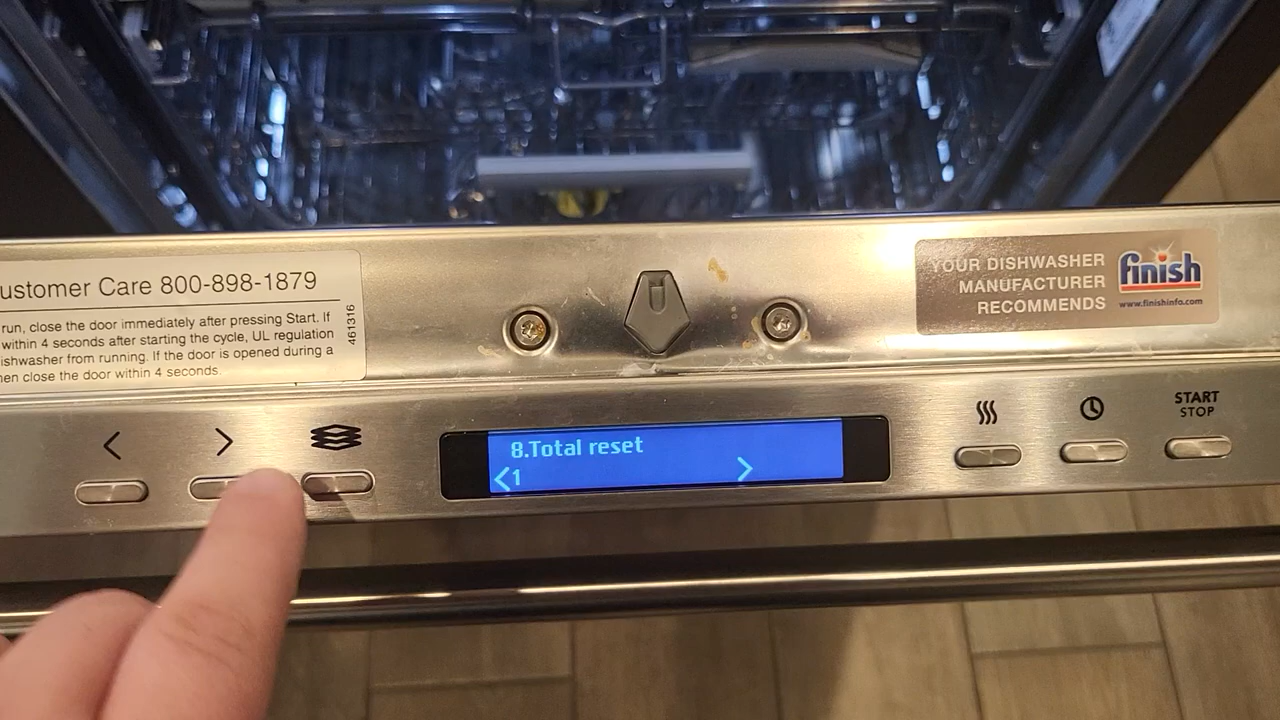 ustomer Care 800-898-1879
run, close the door immediately after pressing Start. If
within 4 seconds after starting the cycle, UL regulation
ishwasher from running. If the door is opened during a
hen close the door within 4 seconds.
461316
YOUR DISHWASHER
MANUFACTURER
RECOMMENDS
finish
www.finishinfo.com
8.Total reset
<1 >
START
STOP